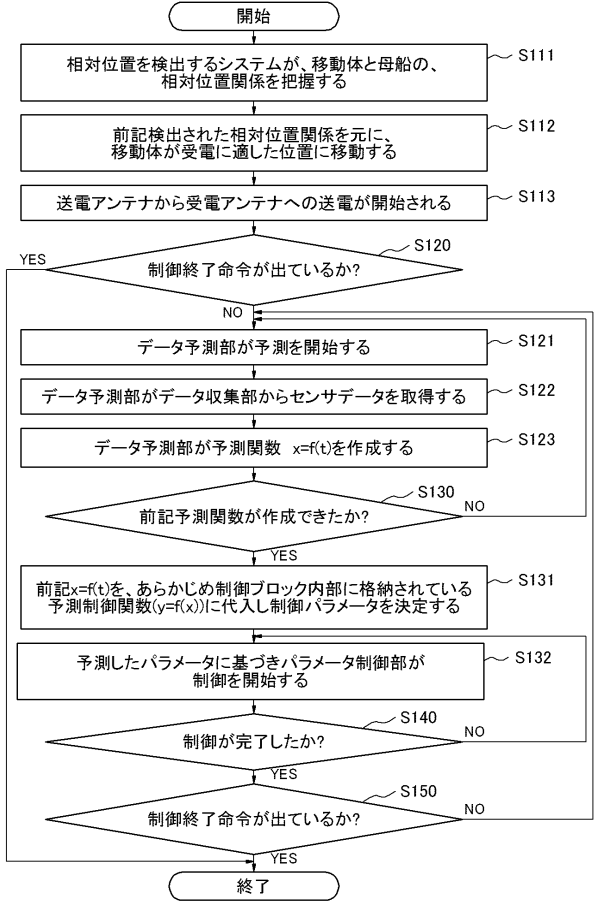 開始
相対位置を検出するシステムが、移動体と母船の、
相対位置関係を把握する
S111
前記検出された相対位置関係を元に、
移動体が受電に適した位置に移動する
S112
送電アンテナから受電アンテナへの送電が開始される
S113
S120
YES
制御終了命令が出ているか?
NO
データ予測部が予測を開始する
S121
データ予測部がデータ収集部からセンサデータを取得する
S122
データ予測部が予測関数 x=f(t)を作成する
S123
S130
前記予測関数が作成できたか?
NO
YES
前記x=f(t)を、あらかじめ制御ブロック内部に格納されている
予測制御関数(y=f(x))に代入し制御パラメータを決定する
S131
予測したパラメータに基づきパラメータ制御部が
制御を開始する
S132
S140
制御が完了したか?
NO
YES
S150
制御終了命令が出ているか?
NO
YES
終了